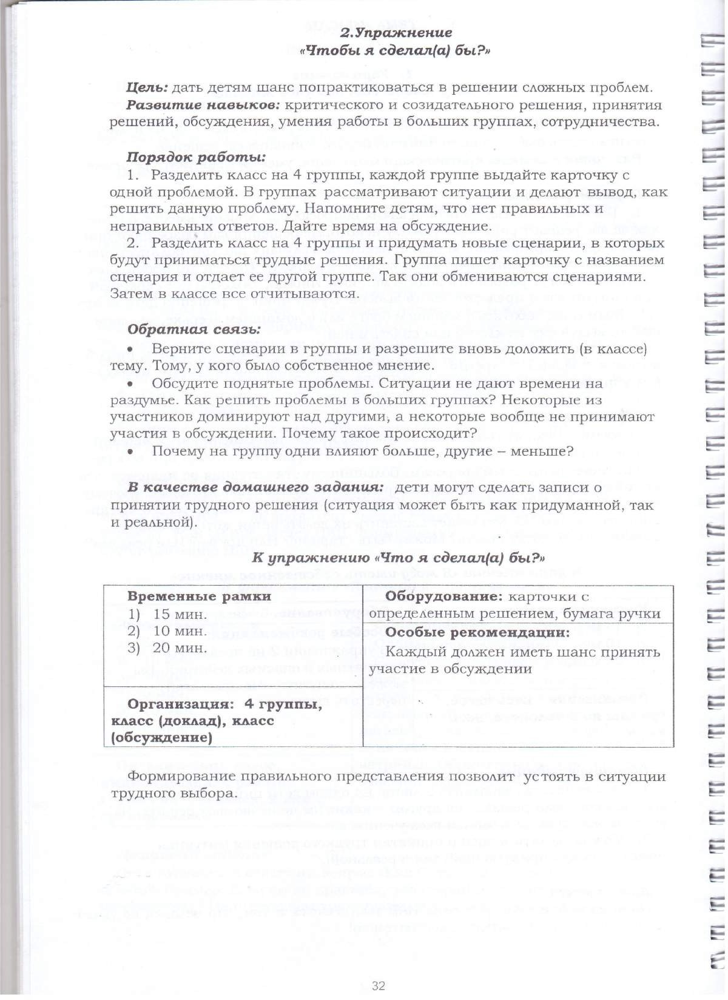 2.Упражнение
«Чтобы я сделал(а) бы?»
Цель: дать детям шанс попрактиковаться в решении сложных проблем.
Развитие навыков: критического и созидательного решения, принятия
решений, обсуждения, умения работы в больших группах, сотрудничества.
Порядок работы:
1. Разделить класс на 4 группы, каждой группе выдайте карточку с
одной проблемой. В группах рассматривают ситуации и делают вывод, как
решить данную проблему. Напомните детям, что нет правильных и
неправильных ответов. Дайте время на обсуждение.
2. Разделить класс на 4 группы и придумать новые сценарии, в которых
будут приниматься трудные решения. Группа пишет карточку с названием
сценария и отдает ее другой группе. Так они обмениваются сценариями.
Затем в классе все отчитываются.
Обратная связь:
• Верните сценарии в группы и разрешите вновь доложить (в классе)
тему. Тому, у кого было собственное мнение.
• Обсудите поднятые проблемы. Ситуации не дают времени на
раздумье. Как решить проблемы в больших группах? Некоторые из
участников доминируют над другими, а некоторые вообще не принимают
участия в обсуждении. Почему такое происходит?
• Почему на группу одни влияют больше, другие – меньше?
В качестве домашнего задания: дети могут сделать записи о
принятии трудного решения (ситуация может быть как придуманной, так
и реальной).
К упражнению «Что я сделал(а) бы?»
Временные рамки
1) 15 мин.
2) 10 мин.
3) 20 мин.
Оборудование: карточки с
определенным решением, бумага ручки
Особые рекомендации:
Каждый должен иметь шанс принять
участие в обсуждении
Организация: 4 группы,
класс (доклад), класс
(обсуждение)
Формирование правильного представления позволит устоять в ситуации
трудного выбора.
32